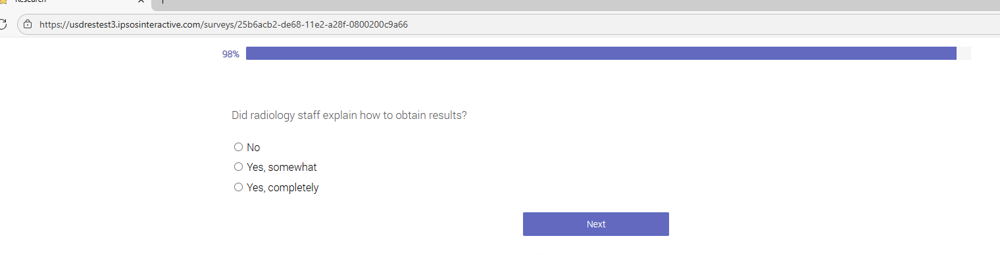 Research
https://usdrestest3.ipsosinteractive.com/surveys/25b6acb2-de68-11e2-a28f-0800200c9a66
98%
Did radiology staff explain how to obtain results?
No
Yes, somewhat
Yes, completely
Next